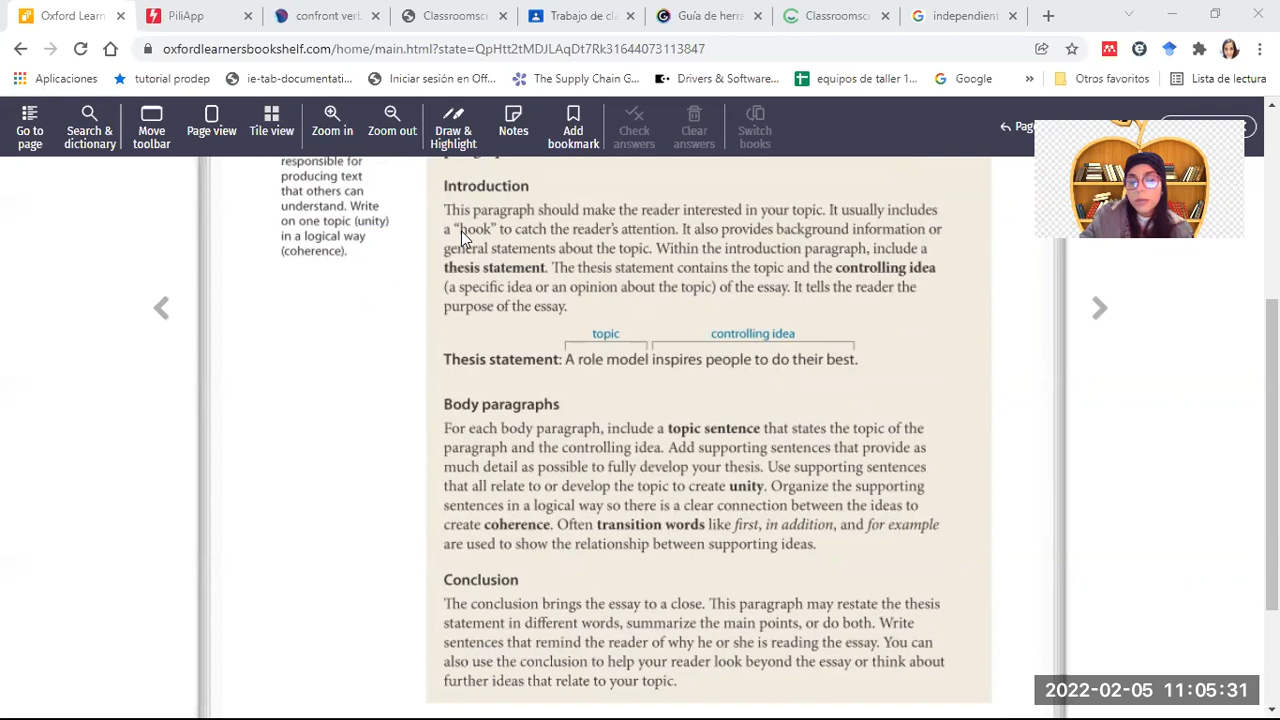 Oxford Learn
PiliApp
confront verl
Classroomscr
Trabajo de cla
Guía de herra
Classroomscr
independient
oxfordlearnersbookshelf.com/home/main.html?state=QpHtt2tMDJLAqDt7Rk31644073113847
Aplicaciones
tutorial prodep
ie-tab-documentati...
Iniciar sesión en Off...
The Supply Chain G...
Drivers & Software...
equipos de taller 1...
Google
»
Otros favoritos
Lista de lectura
Go to page
Search & dictionary
Move toolbar
Page view
Tile view
Zoom in
Zoom out
Draw & Highlight
Notes
Add bookmark
Check answers
Clear answers
Switch books
responsible for
producing text
that others can
understand. Write
on one topic (unity)
in a logical way
(coherence).
Introduction
This paragraph should make the reader interested in your topic. It usually includes
a “hook” to catch the reader’s attention. It also provides background information or
general statements about the topic. Within the introduction paragraph, include a
thesis statement. The thesis statement contains the topic and the controlling idea
(a specific idea or an opinion about the topic) of the essay. It tells the reader the
purpose of the essay.
topic controlling idea
Thesis statement: A role model inspires people to do their best.
Body paragraphs
For each body paragraph, include a topic sentence that states the topic of the
paragraph and the controlling idea. Add supporting sentences that provide as
much detail as possible to fully develop your thesis. Use supporting sentences
that all relate to or develop the topic to create unity. Organize the supporting
sentences in a logical way so there is a clear connection between the ideas to
create coherence. Often transition words like first, in addition, and for example
are used to show the relationship between supporting ideas.
Conclusion
The conclusion brings the essay to a close. This paragraph may restate the thesis
statement in different words, summarize the main points, or do both. Write
sentences that remind the reader of why he or she is reading the essay. You can
also use the conclusion to help your reader look beyond the essay or think about
further ideas that relate to your topic.
2022-02-05 11:05:31